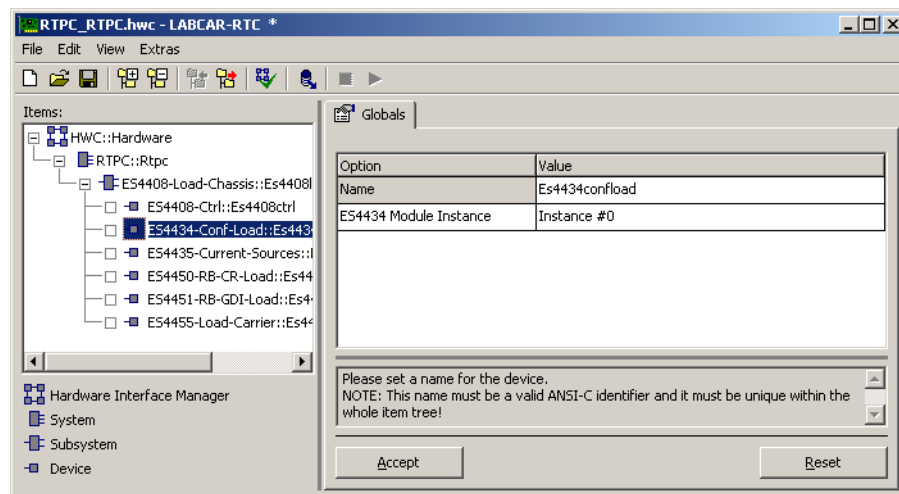 RTPC_RTPC.hwc - LABCAR-RTC *
File Edit View Extras
Items:
HWC::Hardware
RTPC::Rtpc
ES4408-Load-Chassis::Es4408l
ES4408-Ctrl::Es4408ctrl
ES4434-Conf-Load::Es443
ES4435-Current-Sources::
ES4450-RB-CR-Load::Es44
ES4451-RB-GDI-Load::Es4
ES4455-Load-Carrier::Es44
Hardware Interface Manager
System
Subsystem
Device
Globals
Option Value
Name Es4434confload
ES4434 Module Instance Instance #0
Please set a name for the device.
NOTE: This name must be a valid ANSI-C identifier and it must be unique within the
whole item tree!
Accept Reset